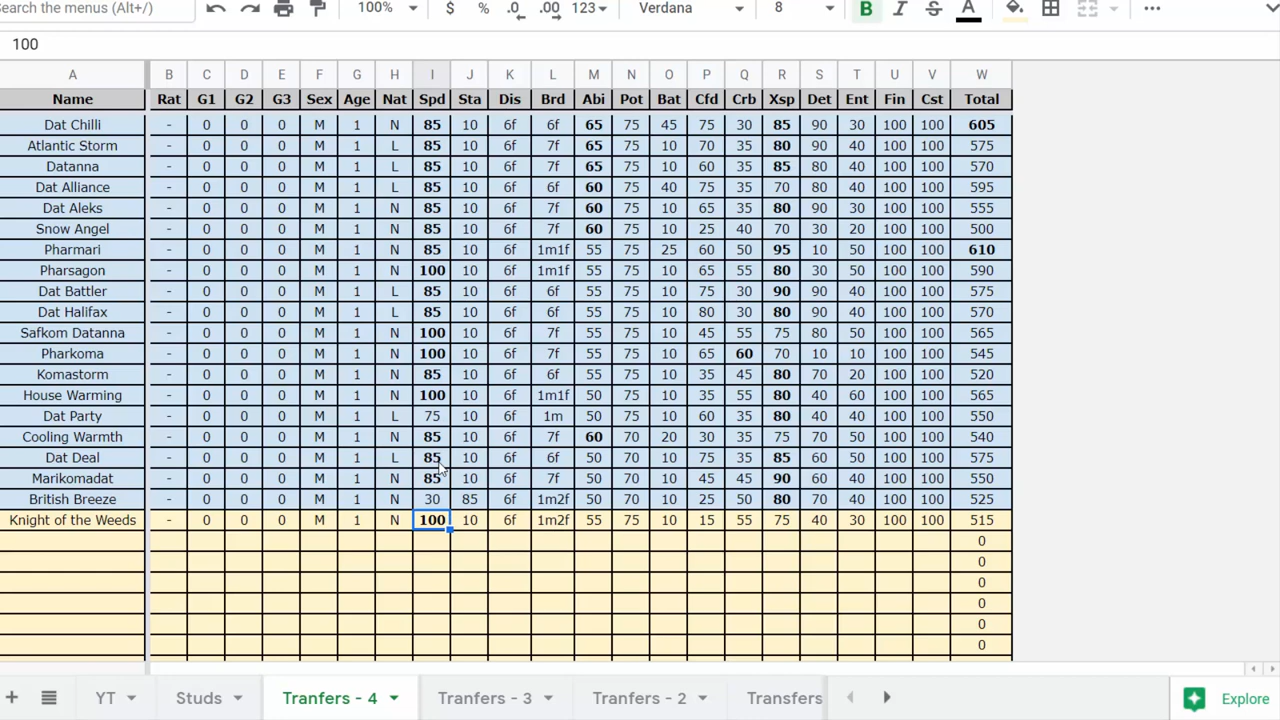 Search the menus (Alt+/) 100% $ % .0 .00 123 Verdana 8 B I S A ...
100
A B C D E F G H I J K L M N O P Q R S T U V W
Name Rat G1 G2 G3 Sex Age Nat Spd Sta Dis Brd Abi Pot Bat Cfd Crb Xsp Det Ent Fin Cst Total
Dat Chilli - 0 0 0 M 1 N 85 10 6f 6f 65 75 45 75 30 85 90 30 100 100 605
Atlantic Storm - 0 0 0 M 1 L 85 10 6f 7f 65 75 10 70 35 80 90 40 100 100 575
Datanna - 0 0 0 M 1 L 85 10 6f 7f 65 75 10 60 35 85 80 40 100 100 570
Dat Alliance - 0 0 0 M 1 L 85 10 6f 6f 60 75 40 75 35 70 80 40 100 100 595
Dat Aleks - 0 0 0 M 1 N 85 10 6f 7f 60 75 10 65 35 80 90 30 100 100 555
Snow Angel - 0 0 0 M 1 N 85 10 6f 7f 60 75 10 25 40 70 30 20 100 100 500
Pharmari - 0 0 0 M 1 N 85 10 6f 1m1f 55 75 25 60 50 95 10 50 100 100 610
Pharsagon - 0 0 0 M 1 N 100 10 6f 1m1f 55 75 10 65 55 80 30 50 100 100 590
Dat Battler - 0 0 0 M 1 L 85 10 6f 6f 55 75 10 75 30 90 90 40 100 100 575
Dat Halifax - 0 0 0 M 1 L 85 10 6f 6f 55 75 10 80 30 80 90 40 100 100 570
Safkom Datanna - 0 0 0 M 1 N 100 10 6f 7f 55 75 10 45 55 75 80 50 100 100 565
Pharkoma - 0 0 0 M 1 N 100 10 6f 7f 55 75 10 65 60 70 10 10 100 100 545
Komastorm - 0 0 0 M 1 N 85 10 6f 6f 55 75 10 35 45 80 70 20 100 100 520
House Warming - 0 0 0 M 1 N 100 10 6f 1m1f 50 75 10 35 55 80 40 60 100 100 565
Dat Party - 0 0 0 M 1 L 75 10 6f 1m 50 75 10 60 35 80 40 40 100 100 550
Cooling Warmth - 0 0 0 M 1 N 85 10 6f 7f 60 70 20 30 35 75 70 50 100 100 540
Dat Deal - 0 0 0 M 1 L 85 10 6f 6f 50 70 10 75 35 85 60 40 100 100 575
Marikomadat - 0 0 0 M 1 N 85 10 6f 7f 50 70 10 45 45 90 60 50 100 100 550
British Breeze - 0 0 0 M 1 N 30 85 6f 1m2f 50 70 10 25 50 80 70 40 100 100 525
Knight of the Weeds - 0 0 0 M 1 N 100 10 6f 1m2f 55 75 10 15 55 75 40 30 100 100 515
0
0
0
0
0
0
+ YT Studs Tranfers - 4 Tranfers - 3 Tranfers - 2 Transfers Explore